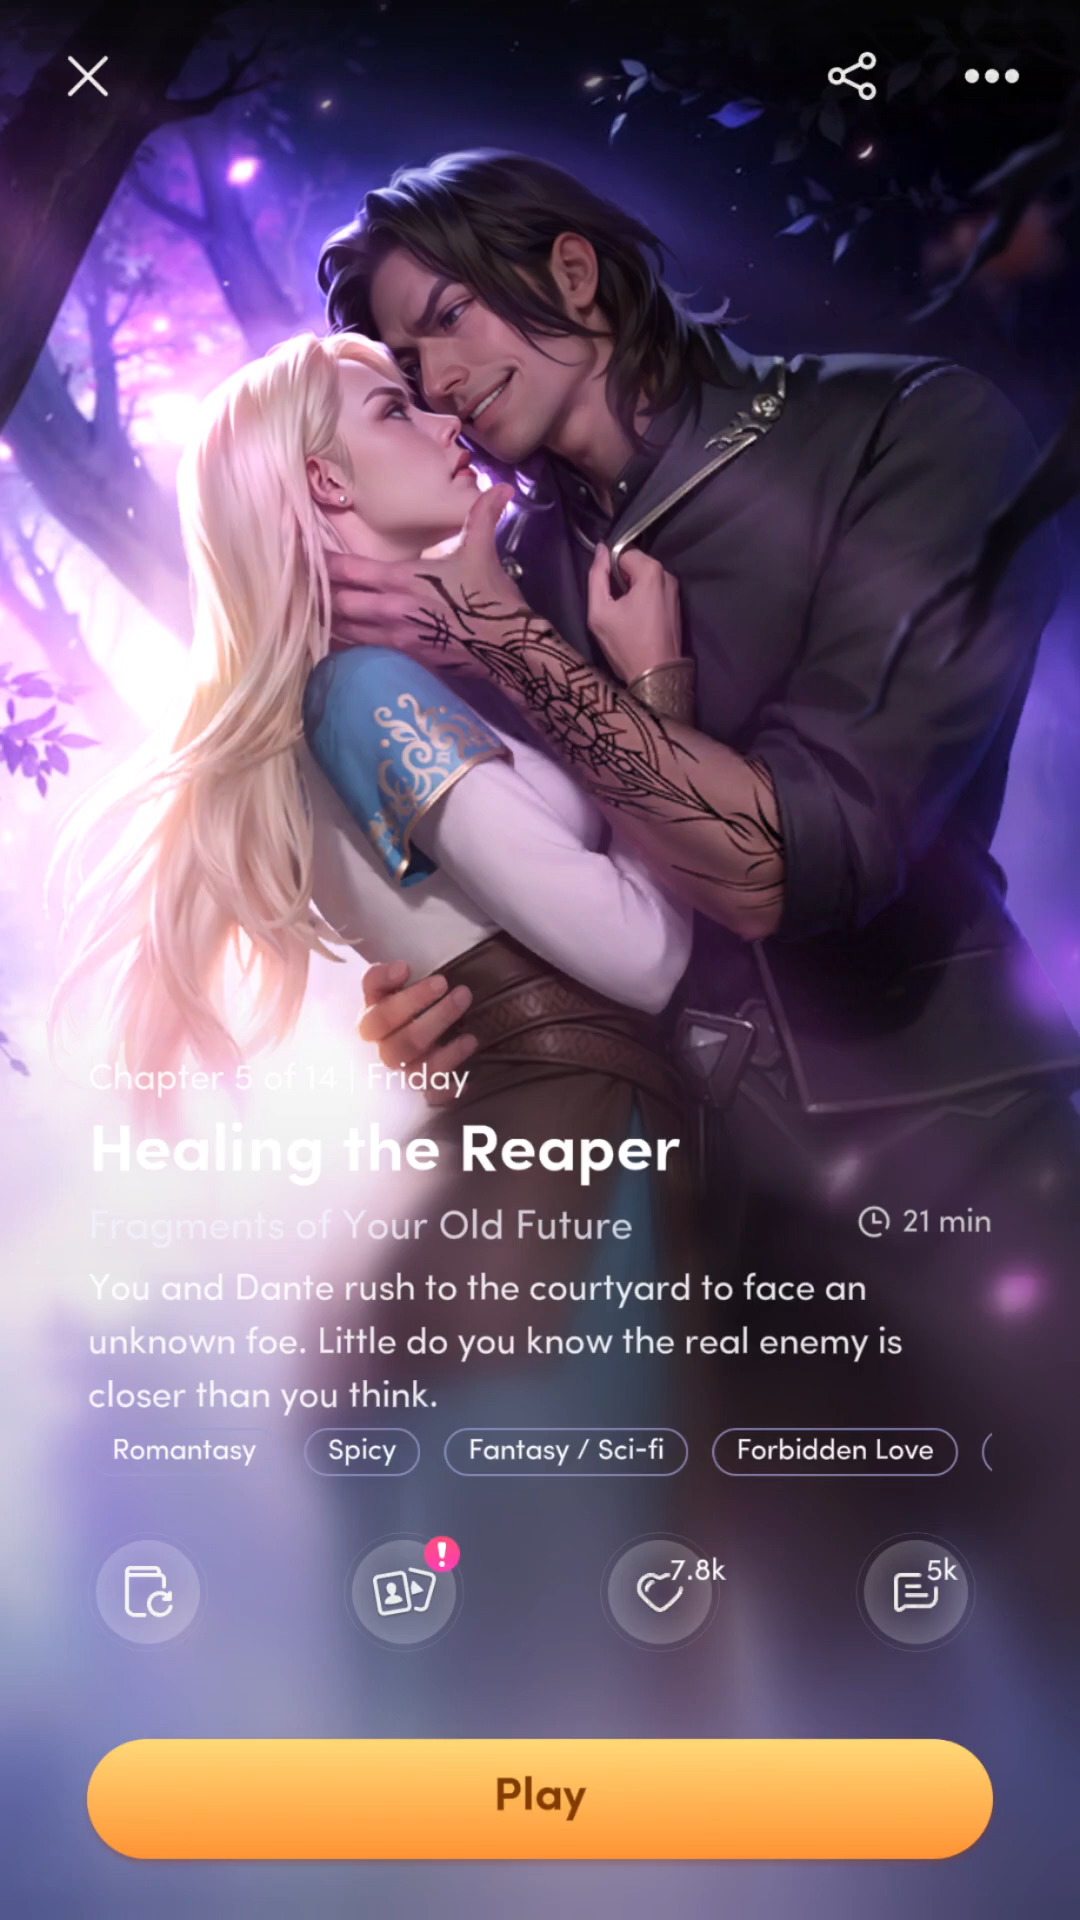 Chapter 5 of 14 | Friday
Healing the Reaper
Fragments of Your Old Future
21 min
You and Dante rush to the courtyard to face an
unknown foe. Little do you know the real enemy is
closer than you think.
Romantasy Spicy Fantasy / Sci-fi Forbidden Love
! 7.8k 5k
Play